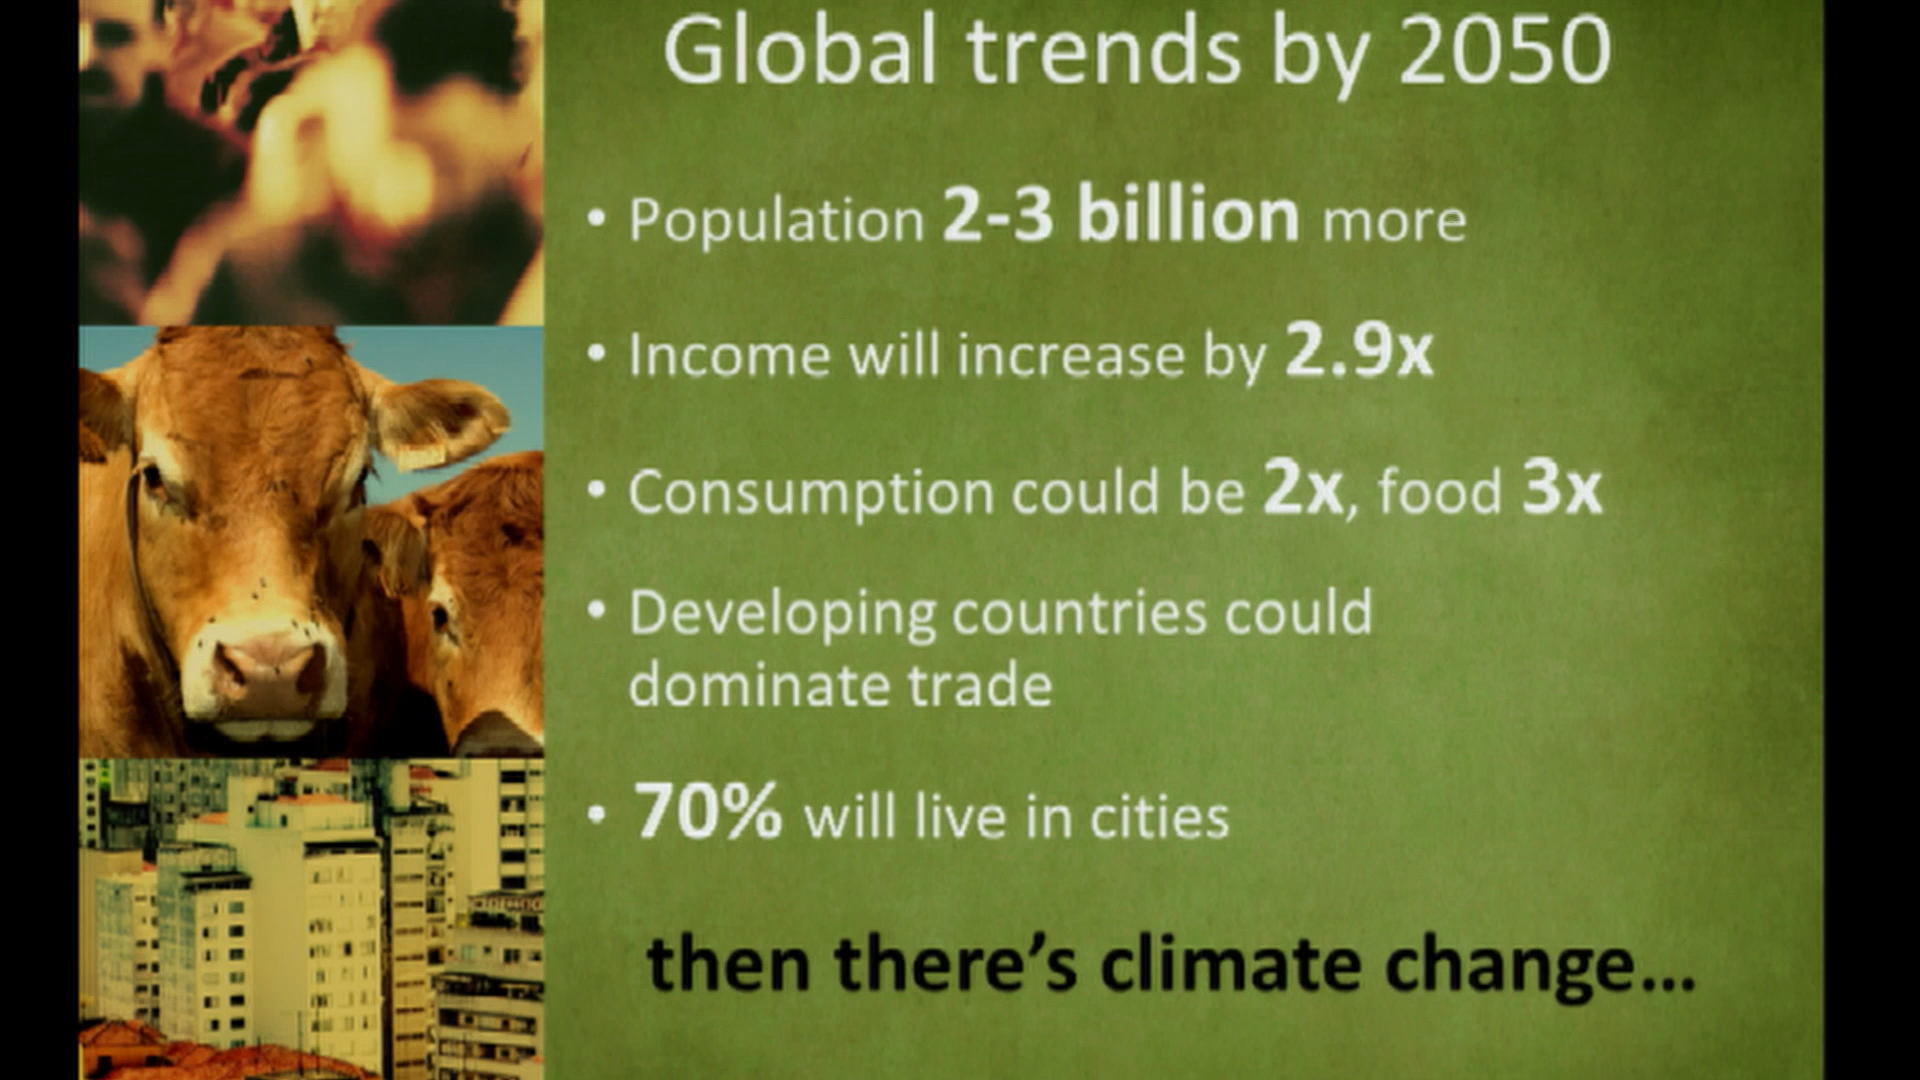 Global trends by 2050
• Population 2-3 billion more
• Income will increase by 2.9x
• Consumption could be 2x, food 3x
• Developing countries could
dominate trade
• 70% will live in cities
then there’s climate change...